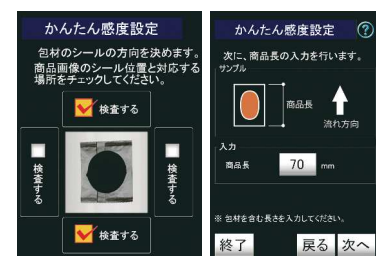 かんたん感度設定
包材のシールの方向を決めます。
商品画像のシール位置と対応する
場所をチェックしてください。
検査する
検査する
検査する
検査する
かんたん感度設定 ?
次に、商品長の入力を行います。
サンプル
商品長
流れ方向
入力
商品長 70 mm
※ 包材を含む長さを入力してください。
終了 戻る 次へ